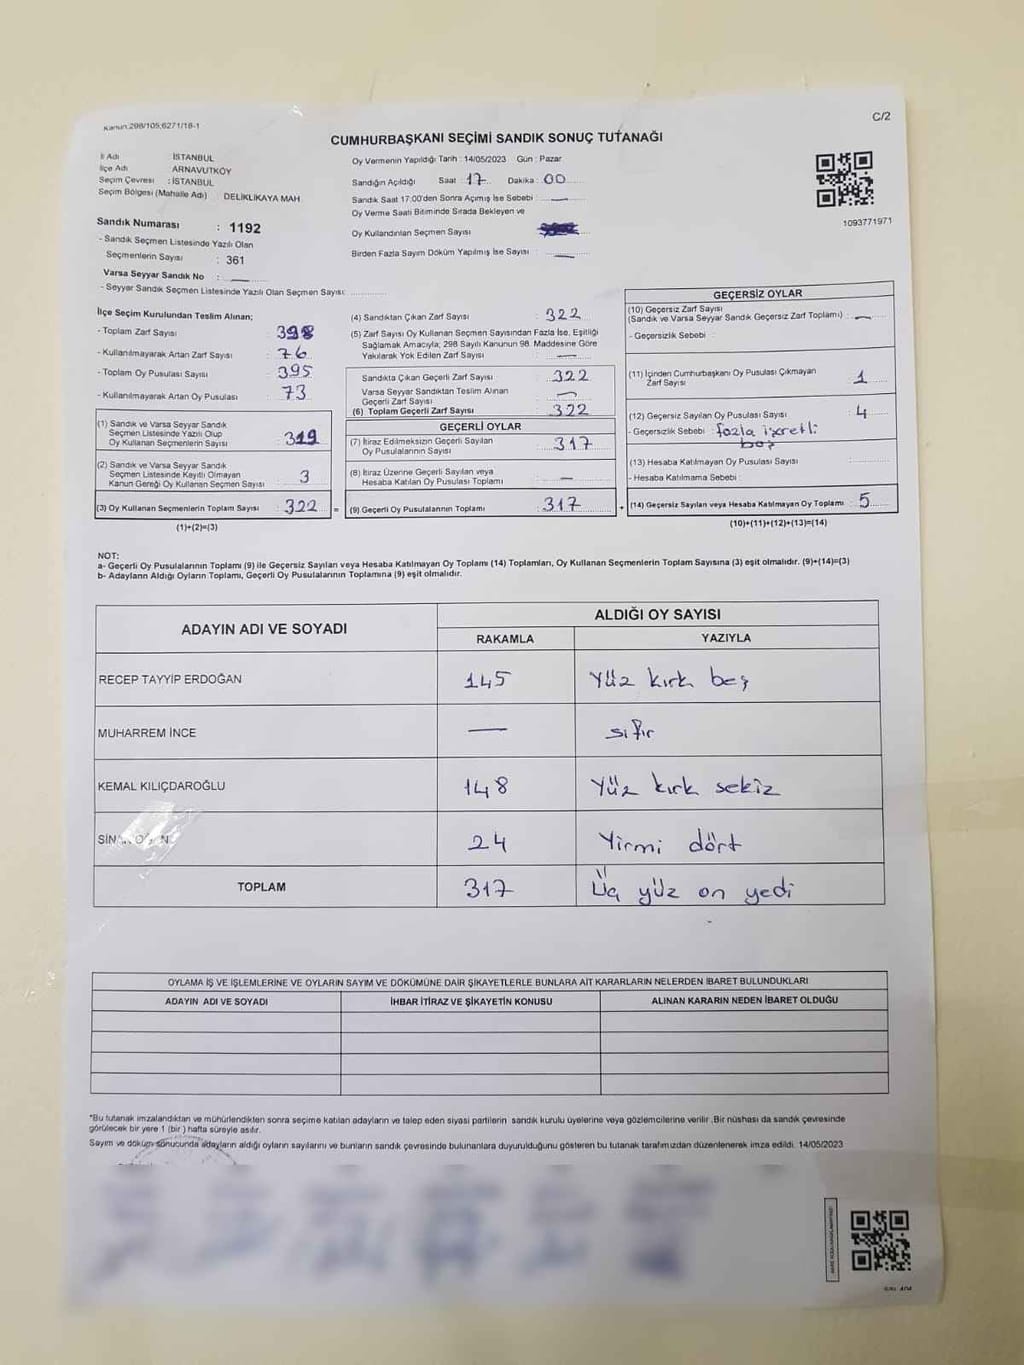 Kanun:298/105;6271/18-1
C/2
CUMHURBAŞKANI SEÇİMİ SANDIK SONUÇ TUTANAĞI
İl Adı İSTANBUL
İlçe Adı ARNAVUTKÖY
Seçim Çevresi : İSTANBUL
Seçim Bölgesi (Mahalle Adı) DELİKLİKAYA MAH
Sandık Numarası : 1192
- Sandık Seçmen Listesinde Yazılı Olan
Seçmenlerin Sayısı : 361
Varsa Seyyar Sandık No : —
- Seyyar Sandık Seçmen Listesinde Yazılı Olan Seçmen Sayısı:
Oy Vermenin Yapıldığı Tarih : 14/05/2023 Gün : Pazar
Sandığın Açıldığı Saat : 17 Dakika : 00
Sandık Saat 17:00'den Sonra Açımış İse Sebebi : —
Oy Verme Saati Bitiminde Sırada Bekleyen ve
Oy Kullandırılan Seçmen Sayısı
Birden Fazla Sayım Döküm Yapılmış İse Sayısı : —
1093771971
İlçe Seçim Kurulundan Teslim Alınan;
- Toplam Zarf Sayısı : 398
- Kullanılmayarak Artan Zarf Sayısı : 76
- Toplam Oy Pusulası Sayısı : 395
- Kullanılmayarak Artan Oy Pusulası : 73
(1) Sandık ve Varsa Seyyar Sandık
Seçmen Listesinde Yazılı Olup
Oy Kullanan Seçmenlerin Sayısı : 319
(2) Sandık ve Varsa Seyyar Sandık
Seçmen Listesinde Kayıtlı Olmayan
Kanun Gereği Oy Kullanan Seçmen Sayısı : 3
(3) Oy Kullanan Seçmenlerin Toplam Sayısı : 322 =
(1)+(2)=(3)
(4) Sandıktan Çıkan Zarf Sayısı : 322
(5) Zarf Sayısı Oy Kullanan Seçmen Sayısından Fazla İse, Eşitliği
Sağlamak Amacıyla; 298 Sayılı Kanunun 98. Maddesine Göre
Yakılarak Yok Edilen Zarf Sayısı : —
Sandıkta Çıkan Geçerli Zarf Sayısı : 322
Varsa Seyyar Sandıktan Teslim Alınan
Geçerli Zarf Sayısı : —
(6) Toplam Geçerli Zarf Sayısı : 322
GEÇERLİ OYLAR
(7) İtiraz Edilmeksizin Geçerli Sayılan
Oy Pusulalarının Sayısı : 317
(8) İtiraz Üzerine Geçerli Sayılan veya
Hesaba Katılan Oy Pusulası Toplamı : —
(9) Geçerli Oy Pusulalarının Toplamı : 317 +
GEÇERSİZ OYLAR
(10) Geçersiz Zarf Sayısı
(Sandık ve Varsa Seyyar Sandık Geçersiz Zarf Toplamı) : —
- Geçersizlik Sebebi :
(11) İçinden Cumhurbaşkanı Oy Pusulası Çıkmayan
Zarf Sayısı : 1
(12) Geçersiz Sayılan Oy Pusulası Sayısı : 4
- Geçersizlik Sebebi : fazla işaretli
boş
(13) Hesaba Katılmayan Oy Pusulası Sayısı :
- Hesaba Katılmama Sebebi :
(14) Geçersiz Sayılan veya Hesaba Katılmayan Oy Toplamı : 5
(10)+(11)+(12)+(13)=(14)
NOT:
a- Geçerli Oy Pusulalarının Toplamı (9) ile Geçersiz Sayılan veya Hesaba Katılmayan Oy Toplamı (14) Toplamları, Oy Kullanan Seçmenlerin Toplam Sayısına (3) eşit olmalıdır. (9)+(14)=(3)
b- Adayların Aldığı Oyların Toplamı, Geçerli Oy Pusulalarının Toplamına (9) eşit olmalıdır.
ADAYIN ADI VE SOYADI
ALDIĞI OY SAYISI
RAKAMLA YAZIYLA
RECEP TAYYİP ERDOĞAN 145 Yüz kırk beş
MUHARREM İNCE — sıfır
KEMAL KILIÇDAROĞLU 148 Yüz kırk sekiz
SİNAN OĞAN 24 Yirmi dört
TOPLAM 317 Üç yüz on yedi
OYLAMA İŞ VE İŞLEMLERİNE VE OYLARIN SAYIM VE DÖKÜMÜNE DAİR ŞİKAYETLERLE BUNLARA AİT KARARLARIN NELERDEN İBARET BULUNDUKLARI
ADAYIN ADI VE SOYADI İHBAR İTİRAZ VE ŞİKAYETİN KONUSU ALINAN KARARIN NEDEN İBARET OLDUĞU
*Bu tutanak imzalandıktan ve mühürlendikten sonra seçime katılan adayların ve talep eden siyasi partilerin sandık kurulu üyelerine veya gözlemcilerine verilir. Bir nüshası da sandık çevresinde
görülecek bir yere 1 (bir) hafta süreyle asılır.
Sayım ve döküm sonucunda adayların aldığı oyların sayılarını ve bunların sandık çevresinde bulunanlara duyurulduğunu gösteren bu tutanak tarafımızdan düzenlenerek imza edildi. 14/05/2023